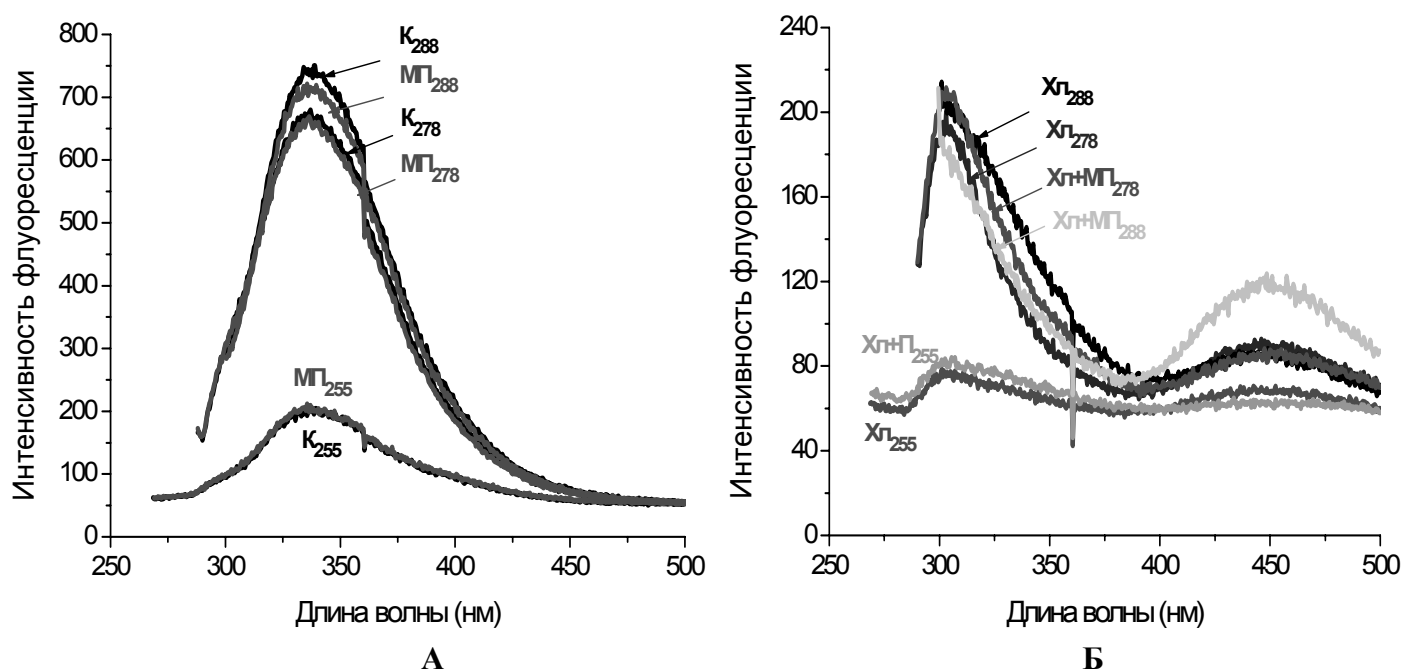 Интенсивность флуоресценции
800
700
600
500
400
300
200
100
0
К288
МП288
К278
МП278
МП255
К255
250
300
350
400
450
500
Длина волны (нм)
А
Интенсивность флуоресценции
240
200
160
120
80
40
0
Хл288
Хл278
Хл+МП278
Хл+МП288
Хл+П255
Хл255
250
300
350
400
450
500
Длина волны (нм)
Б